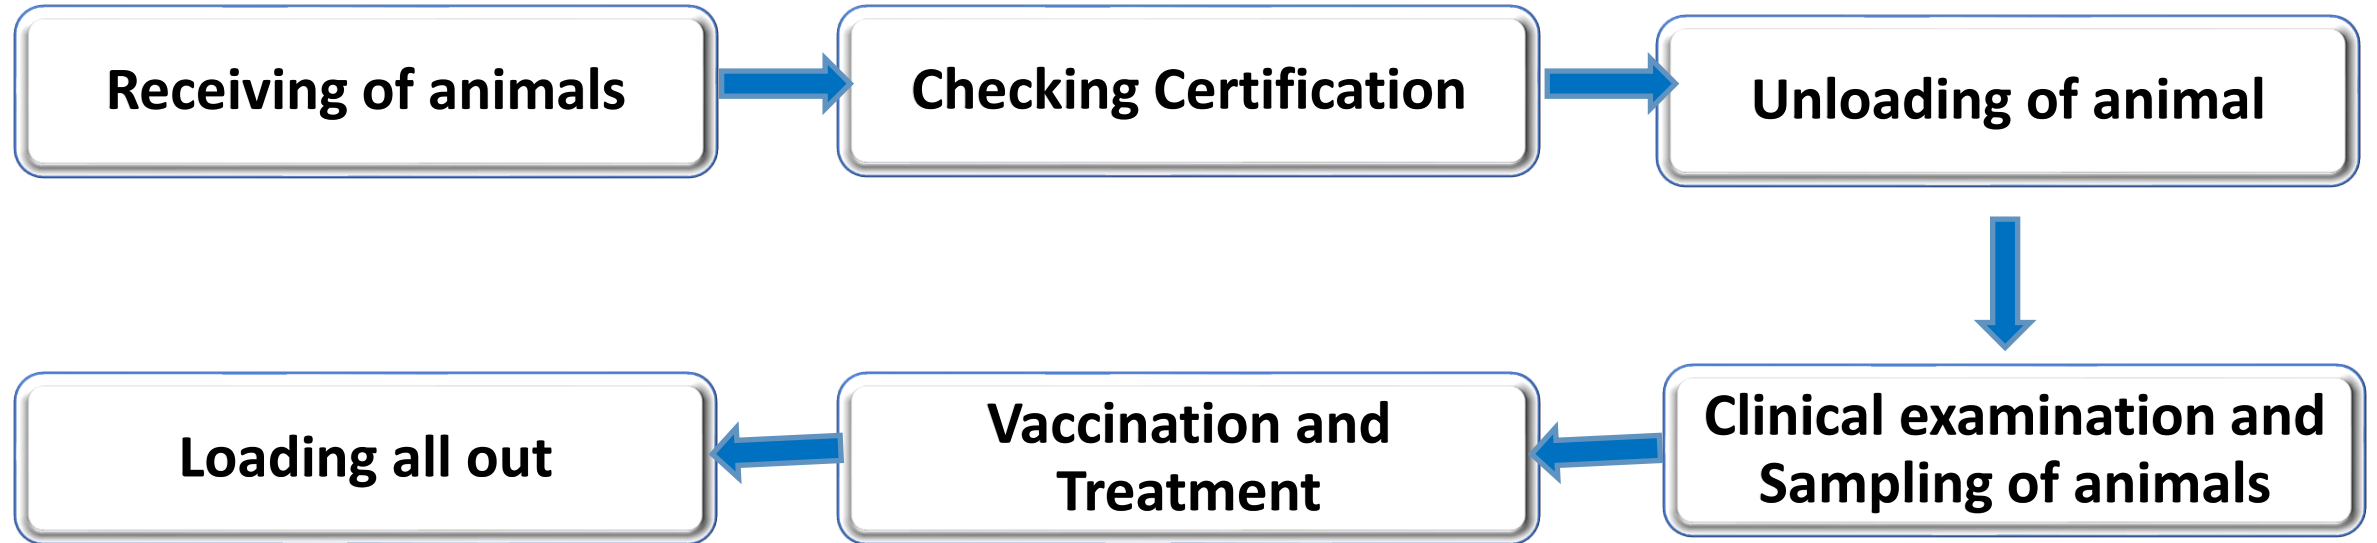 Receiving of animals
Checking Certification
Unloading of animal
Clinical examination and
Sampling of animals
Vaccination and
Treatment
Loading all out